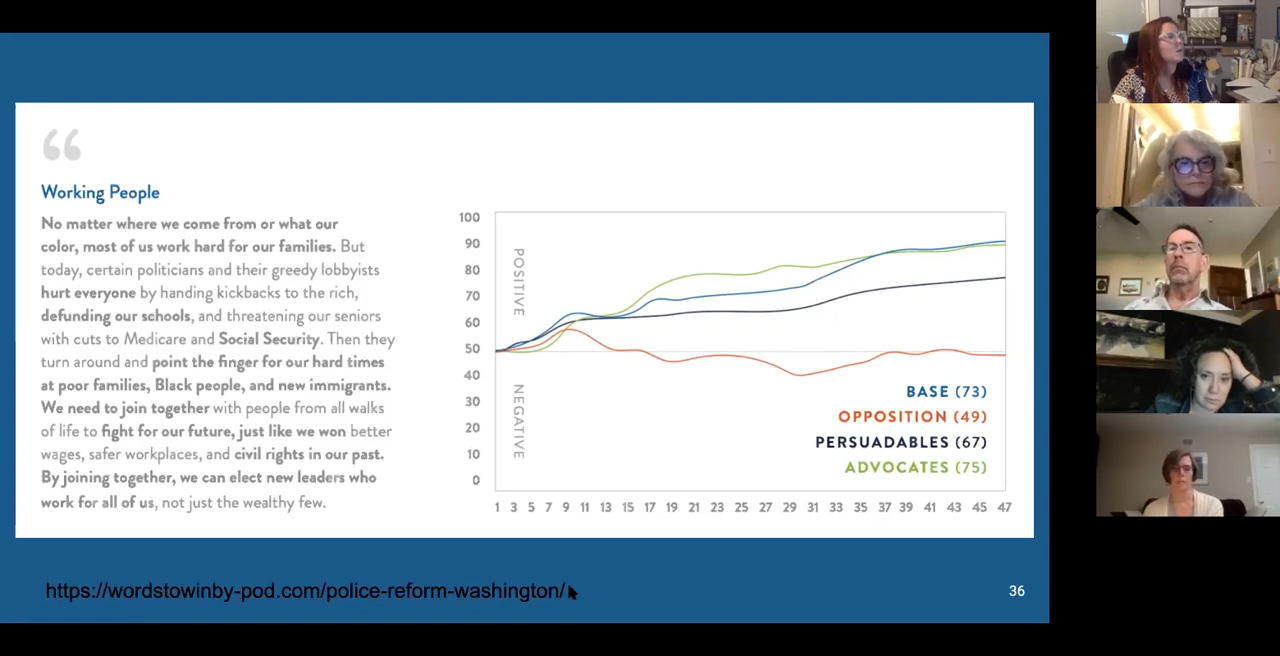 “
Working People
No matter where we come from or what our
color, most of us work hard for our families. But
today, certain politicians and their greedy lobbyists
hurt everyone by handing kickbacks to the rich,
defunding our schools, and threatening our seniors
with cuts to Medicare and Social Security. Then they
turn around and point the finger for our hard times
at poor families, Black people, and new immigrants.
We need to join together with people from all walks
of life to fight for our future, just like we won better
wages, safer workplaces, and civil rights in our past.
By joining together, we can elect new leaders who
work for all of us, not just the wealthy few.
100
90
80
70
60
50
40
30
20
10
0
POSITIVE
NEGATIVE
BASE (73)
OPPOSITION (49)
PERSUADABLES (67)
ADVOCATES (75)
1 3 5 7 9 11 13 15 17 19 21 23 25 27 29 31 33 35 37 39 41 43 45 47
https://wordstowinby-pod.com/police-reform-washington/
36